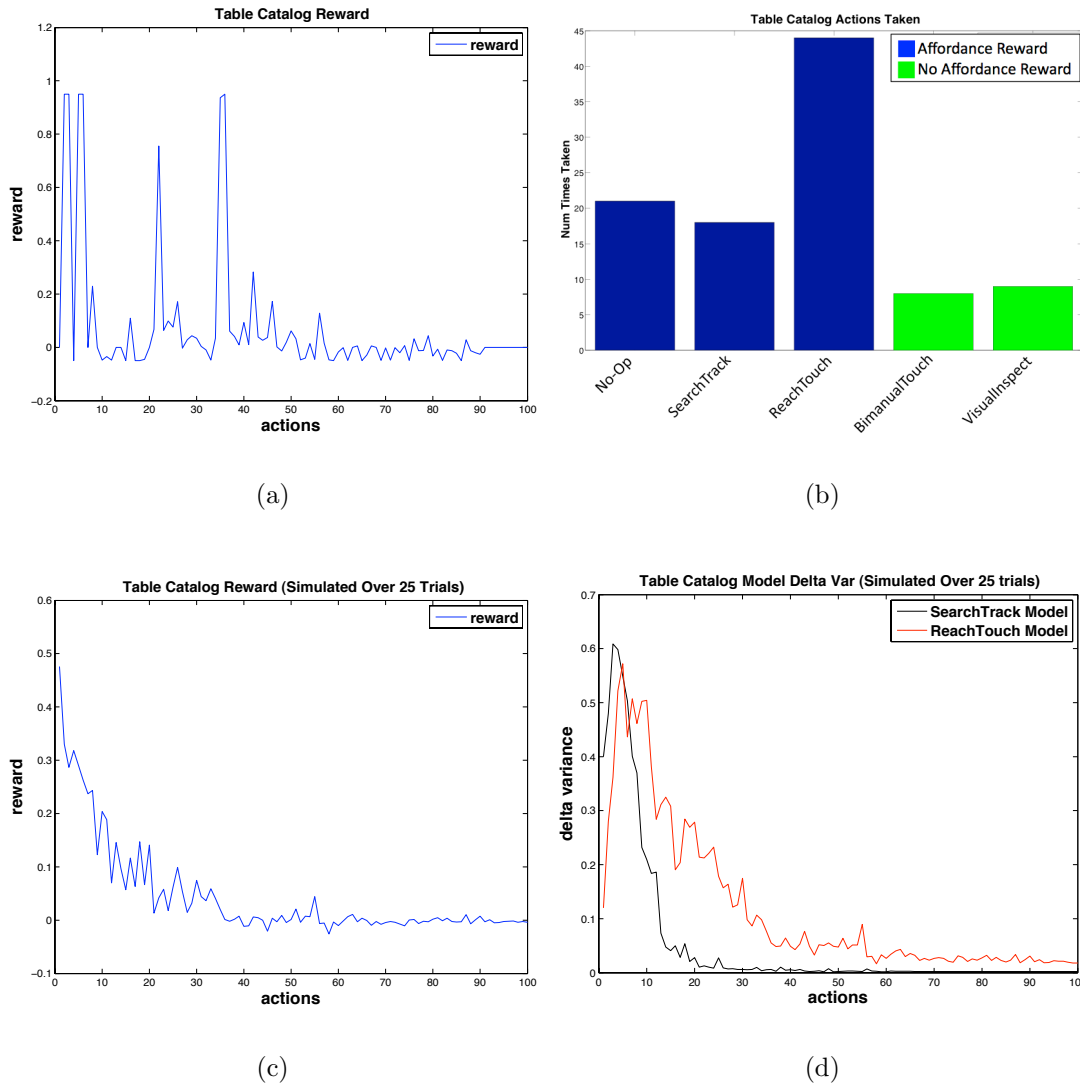 Table Catalog Reward
reward
1.2
1
0.8
0.6
0.4
0.2
0
−0.2
reward
0 10 20 30 40 50 60 70 80 90 100
actions
(a)
Table Catalog Actions Taken
Affordance Reward
No Affordance Reward
45
40
35
30
25
20
15
10
5
0
Num Times Taken
No-Op
SearchTrack
ReachTouch
BimanualTouch
VisualInspect
(b)
Table Catalog Reward (Simulated Over 25 Trials)
reward
0.6
0.5
0.4
0.3
0.2
0.1
0
−0.1
reward
0 10 20 30 40 50 60 70 80 90 100
actions
(c)
Table Catalog Model Delta Var (Simulated Over 25 trials)
SearchTrack Model
ReachTouch Model
0.7
0.6
0.5
0.4
0.3
0.2
0.1
0
delta variance
0 10 20 30 40 50 60 70 80 90 100
actions
(d)